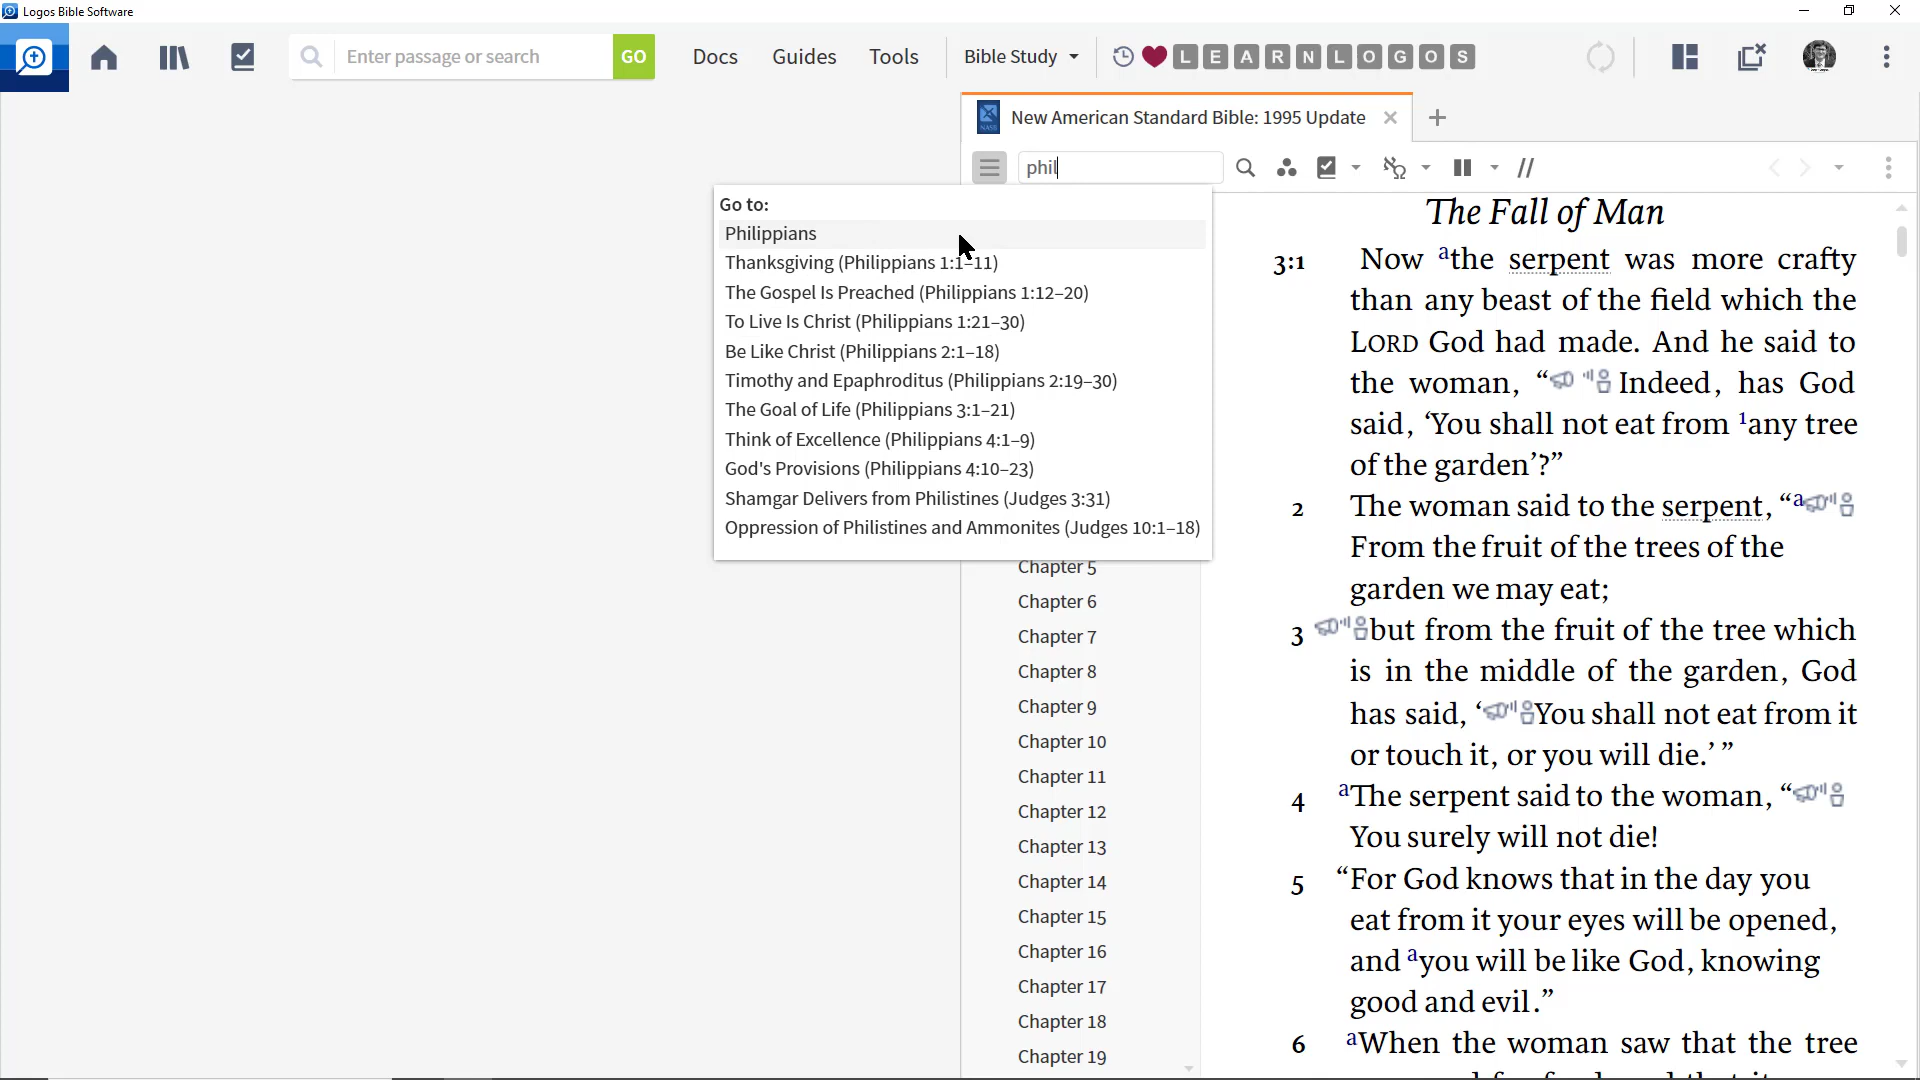 Logos Bible Software
Enter passage or search
GO
Docs
Guides
Tools
Bible Study
L E A R N L O G O S
New American Standard Bible: 1995 Update
NASB
phil
Go to:
Philippians
Thanksgiving (Philippians 1:1–11)
The Gospel Is Preached (Philippians 1:12–20)
To Live Is Christ (Philippians 1:21–30)
Be Like Christ (Philippians 2:1–18)
Timothy and Epaphroditus (Philippians 2:19–30)
The Goal of Life (Philippians 3:1–21)
Think of Excellence (Philippians 4:1–9)
God's Provisions (Philippians 4:10–23)
Shamgar Delivers from Philistines (Judges 3:31)
Oppression of Philistines and Ammonites (Judges 10:1–18)
Chapter 5
Chapter 6
Chapter 7
Chapter 8
Chapter 9
Chapter 10
Chapter 11
Chapter 12
Chapter 13
Chapter 14
Chapter 15
Chapter 16
Chapter 17
Chapter 18
Chapter 19
The Fall of Man
3:1 Now ªthe serpent was more crafty
than any beast of the field which the
LORD God had made. And he said to
the woman, “Indeed, has God
said, ‘You shall not eat from ¹any tree
of the garden’?”
2 The woman said to the serpent, “ª
From the fruit of the trees of the
garden we may eat;
3 but from the fruit of the tree which
is in the middle of the garden, God
has said, ‘You shall not eat from it
or touch it, or you will die.’ ”
4 ªThe serpent said to the woman, “
You surely will not die!
5 “For God knows that in the day you
eat from it your eyes will be opened,
and ªyou will be like God, knowing
good and evil.”
6 ªWhen the woman saw that the tree